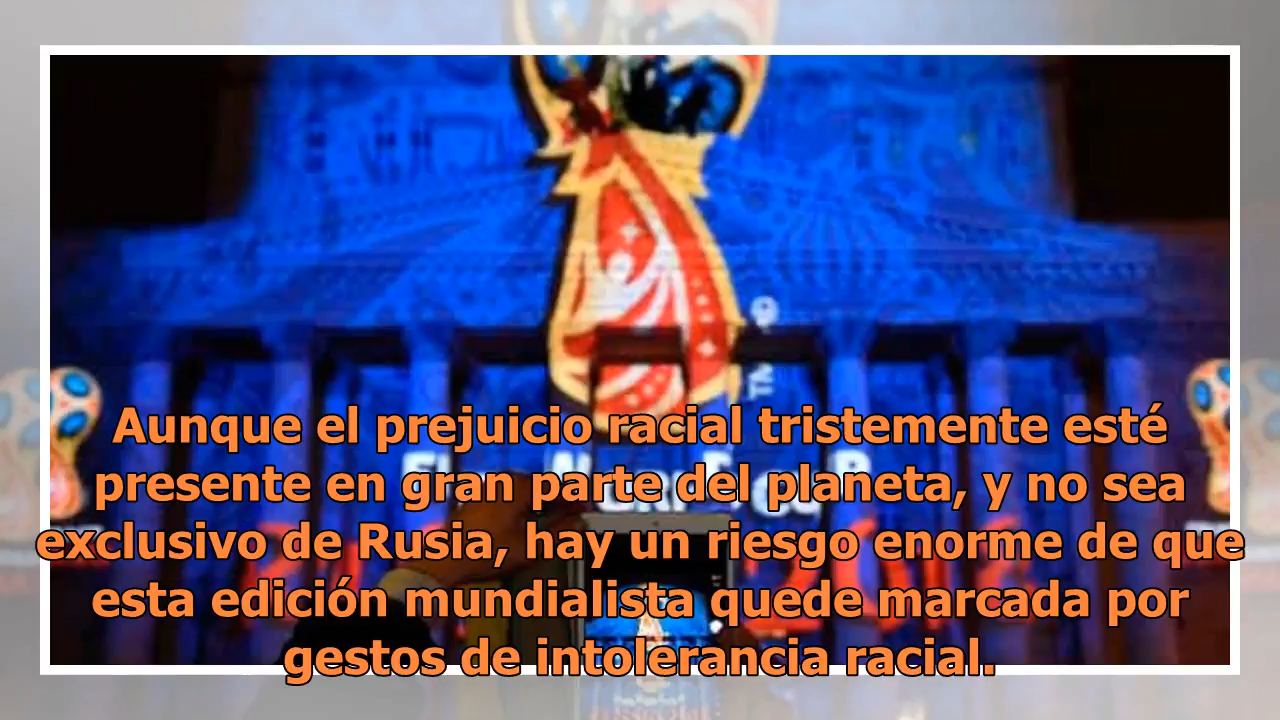 Aunque el prejuicio racial tristemente esté
presente en gran parte del planeta, y no sea
exclusivo de Rusia, hay un riesgo enorme de que
esta edición mundialista quede marcada por
gestos de intolerancia racial.